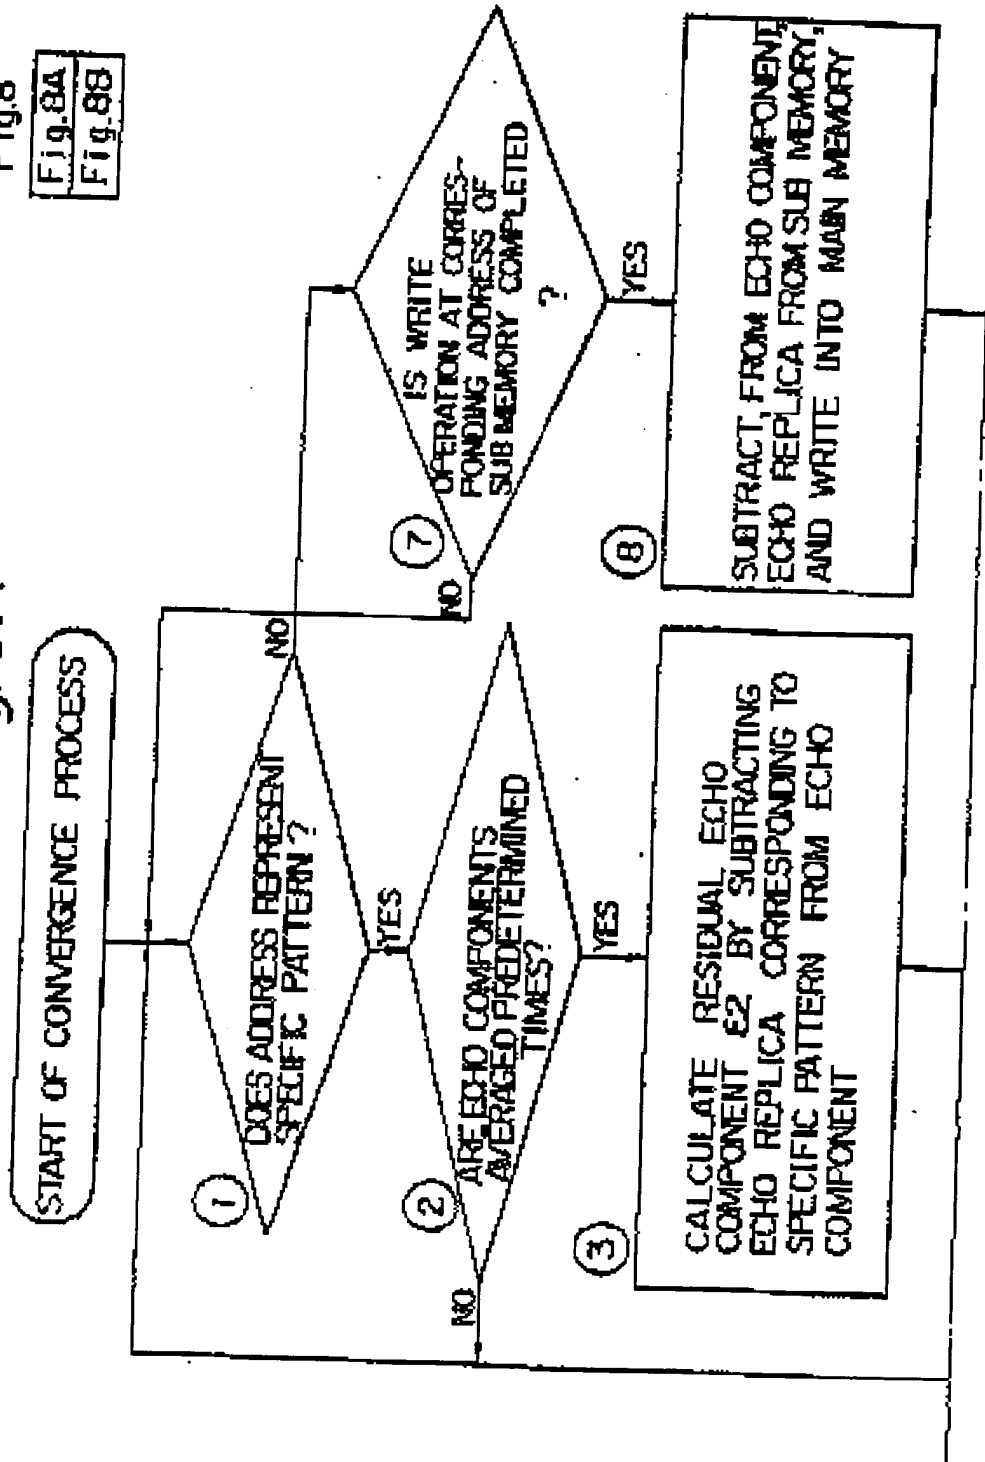 Fig.8
Fig.8A
Fig.8B
START OF CONVERGENCE PROCESS
1
DOES ADDRESS REPRESENT
SPECIFIC PATTERN ?
NO
YES
2
ARE ECHO COMPONENTS
AVERAGED PREDETERMINED
TIMES?
NO
YES
3
CALCULATE RESIDUAL ECHO
COMPONENT E2 BY SUBTRACTING
ECHO REPLICA CORRESPONDING TO
SPECIFIC PATTERN FROM ECHO
COMPONENT
7
IS WRITE
OPERATION AT CORRES-
PONDING ADDRESS OF
SUB MEMORY COMPLETED
?
NO
YES
8
SUBTRACT, FROM ECHO COMPONENT,
ECHO REPLICA FROM SUB MEMORY,
AND WRITE INTO MAIN MEMORY